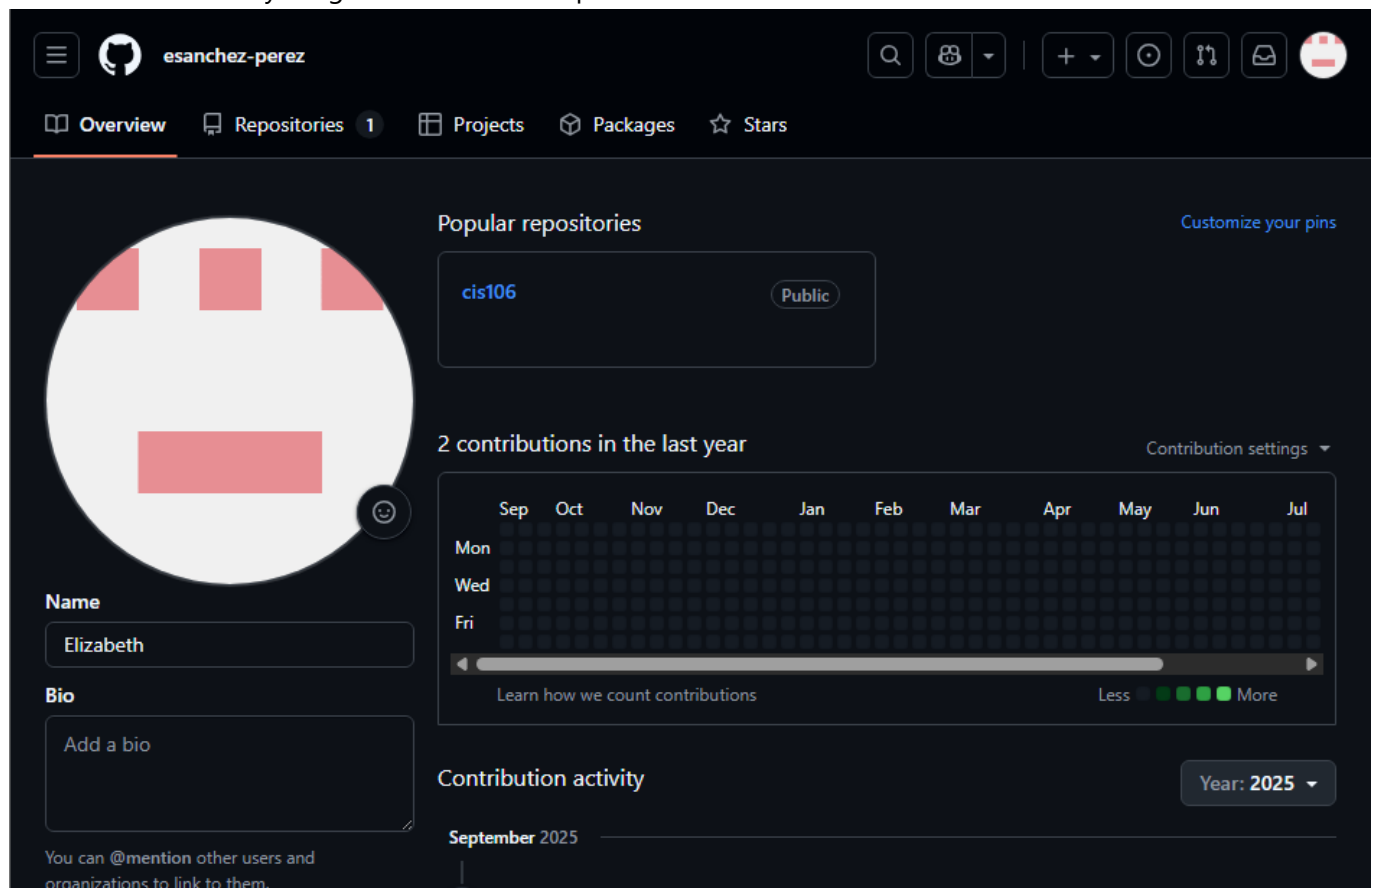 esanchez-perez
Overview Repositories 1 Projects Packages Stars
Popular repositories Customize your pins
cis106 Public
2 contributions in the last year Contribution settings
Sep Oct Nov Dec Jan Feb Mar Apr May Jun Jul
Mon
Wed
Fri
Learn how we count contributions Less More
Name
Elizabeth
Bio
Add a bio
You can @mention other users and
organizations to link to them.
Contribution activity Year: 2025
September 2025